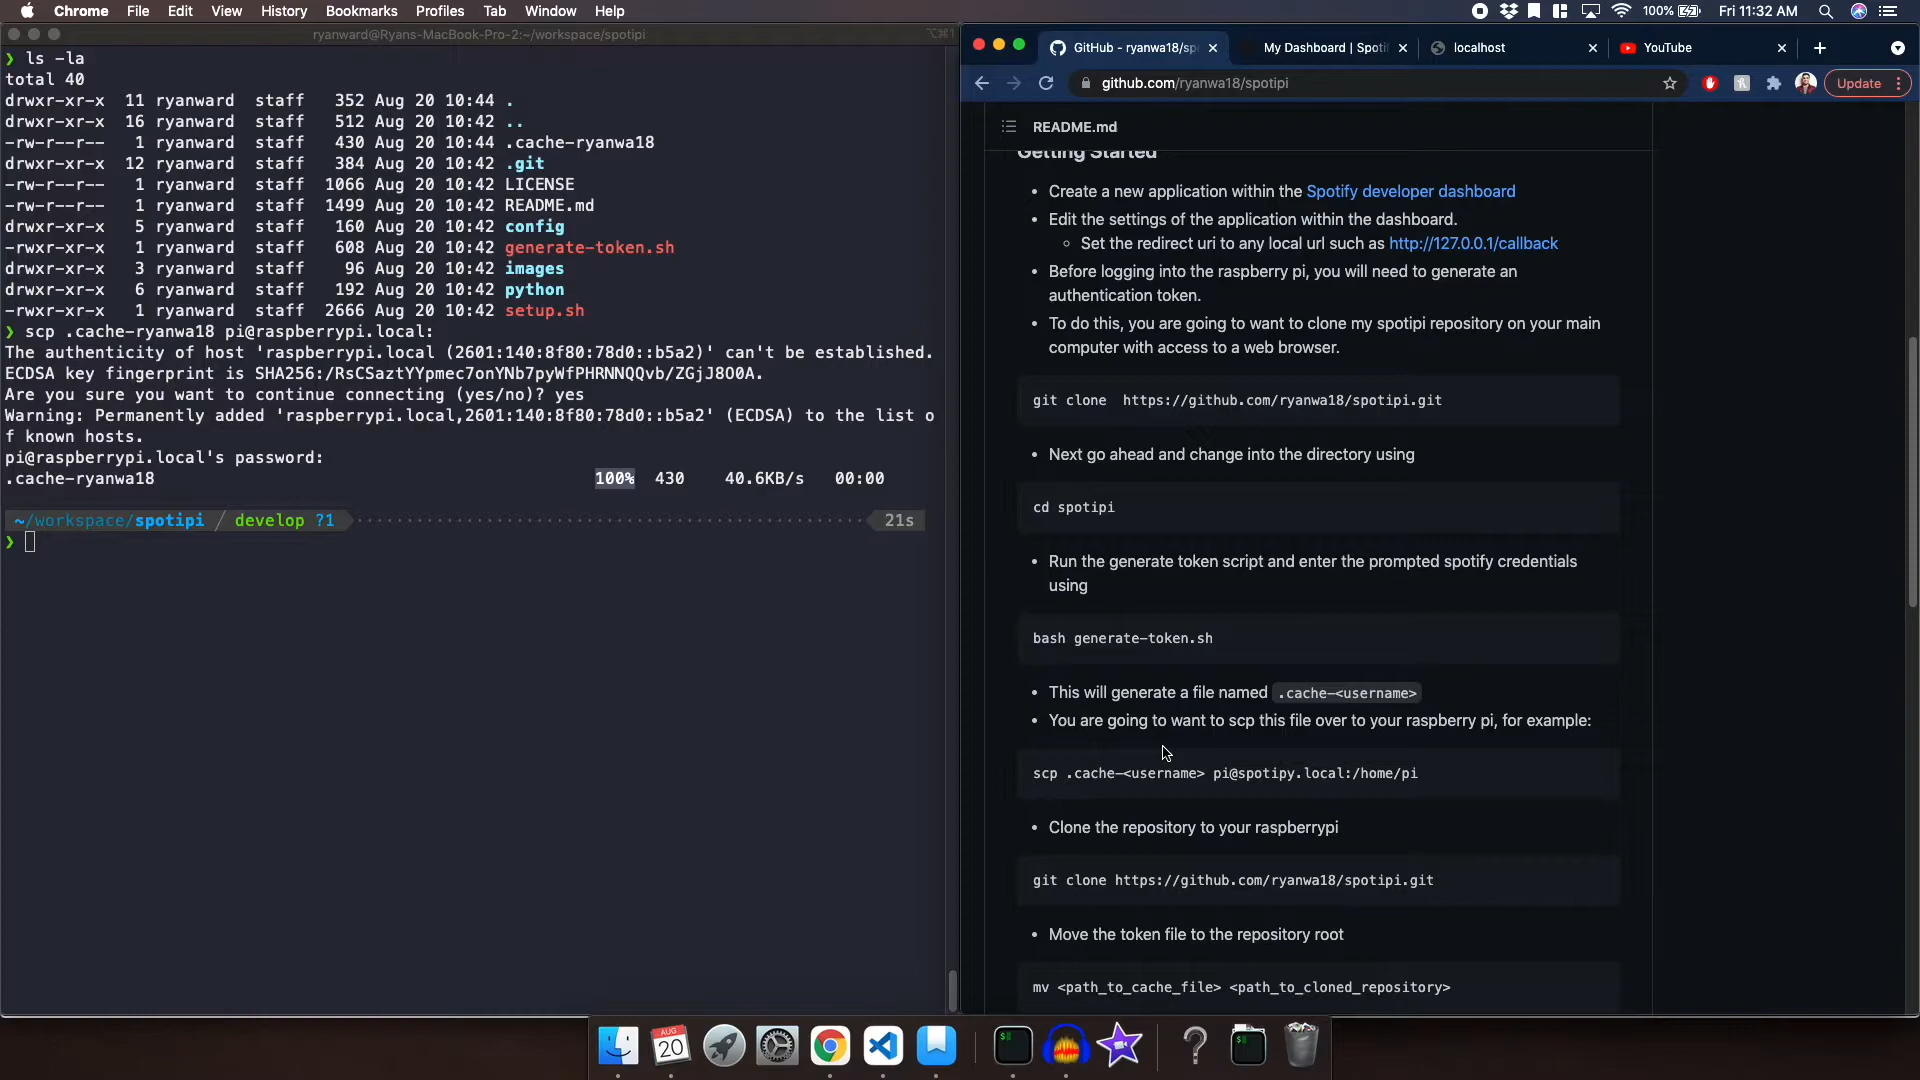 Chrome File Edit View History Bookmarks Profiles Tab Window Help
100% Fri 11:32 AM
ryanward@Ryans-MacBook-Pro-2:~/workspace/spotipi
⌥⌘1
❯ ls -la
total 40
drwxr-xr-x 11 ryanward staff 352 Aug 20 10:44 .
drwxr-xr-x 16 ryanward staff 512 Aug 20 10:42 ..
-rw-r--r-- 1 ryanward staff 430 Aug 20 10:44 .cache-ryanwa18
drwxr-xr-x 12 ryanward staff 384 Aug 20 10:42 .git
-rw-r--r-- 1 ryanward staff 1066 Aug 20 10:42 LICENSE
-rw-r--r-- 1 ryanward staff 1499 Aug 20 10:42 README.md
drwxr-xr-x 5 ryanward staff 160 Aug 20 10:42 config
-rwxr-xr-x 1 ryanward staff 608 Aug 20 10:42 generate-token.sh
drwxr-xr-x 3 ryanward staff 96 Aug 20 10:42 images
drwxr-xr-x 6 ryanward staff 192 Aug 20 10:42 python
-rwxr-xr-x 1 ryanward staff 2666 Aug 20 10:42 setup.sh
❯ scp .cache-ryanwa18 pi@raspberrypi.local:
The authenticity of host 'raspberrypi.local (2601:140:8f80:78d0::b5a2)' can't be established.
ECDSA key fingerprint is SHA256:/RsCSaztYYpmec7onYNb7pyWfPHRNNQQvb/ZGjJ8O0A.
Are you sure you want to continue connecting (yes/no)? yes
Warning: Permanently added 'raspberrypi.local,2601:140:8f80:78d0::b5a2' (ECDSA) to the list o
f known hosts.
pi@raspberrypi.local's password:
.cache-ryanwa18 100% 430 40.6KB/s 00:00
~/workspace/spotipi / develop ?1 21s
❯
GitHub - ryanwa18/sp
My Dashboard | Spoti
localhost
YouTube
github.com/ryanwa18/spotipi
Update
README.md
Getting Started
• Create a new application within the Spotify developer dashboard
• Edit the settings of the application within the dashboard.
◦ Set the redirect uri to any local url such as http://127.0.0.1/callback
• Before logging into the raspberry pi, you will need to generate an
authentication token.
• To do this, you are going to want to clone my spotipi repository on your main
computer with access to a web browser.
git clone https://github.com/ryanwa18/spotipi.git
• Next go ahead and change into the directory using
cd spotipi
• Run the generate token script and enter the prompted spotify credentials
using
bash generate-token.sh
• This will generate a file named .cache-<username>
• You are going to want to scp this file over to your raspberry pi, for example:
scp .cache-<username> pi@spotipy.local:/home/pi
• Clone the repository to your raspberrypi
git clone https://github.com/ryanwa18/spotipi.git
• Move the token file to the repository root
mv <path_to_cache_file> <path_to_cloned_repository>
AUG
20